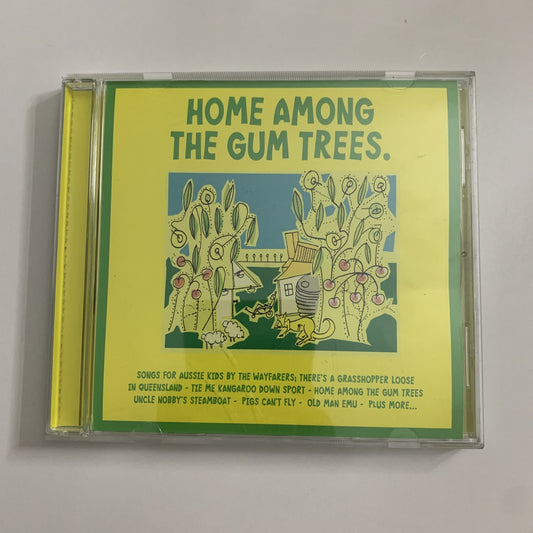 HOME AMONG
THE GUM TREES.
SONGS FOR AUSSIE KIDS BY THE WAYFARERS; THERE'S A GRASSHOPPER LOOSE
IN QUEENSLAND - TIE ME KANGAROO DOWN SPORT - HOME AMONG THE GUM TREES
UNCLE NOBBY'S STEAMBOAT - PIGS CAN'T FLY - OLD MAN EMU - PLUS MORE...